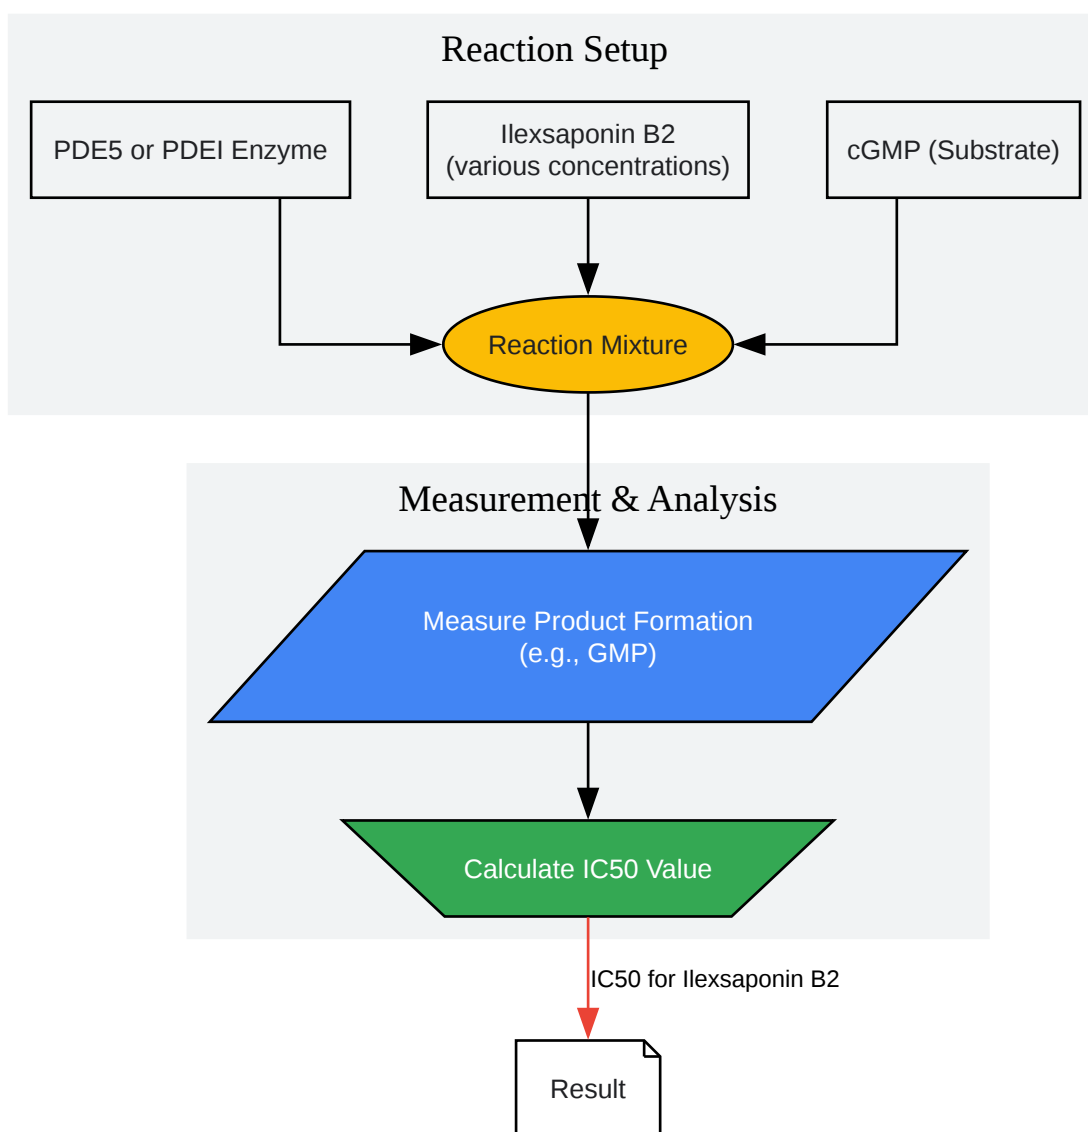 Reaction Setup
PDE5 or PDEI Enzyme
Ilexsaponin B2
(various concentrations)
cGMP (Substrate)
Reaction Mixture
Measurement & Analysis
Measure Product Formation
(e.g., GMP)
Calculate IC50 Value
IC50 for Ilexsaponin B2
Result